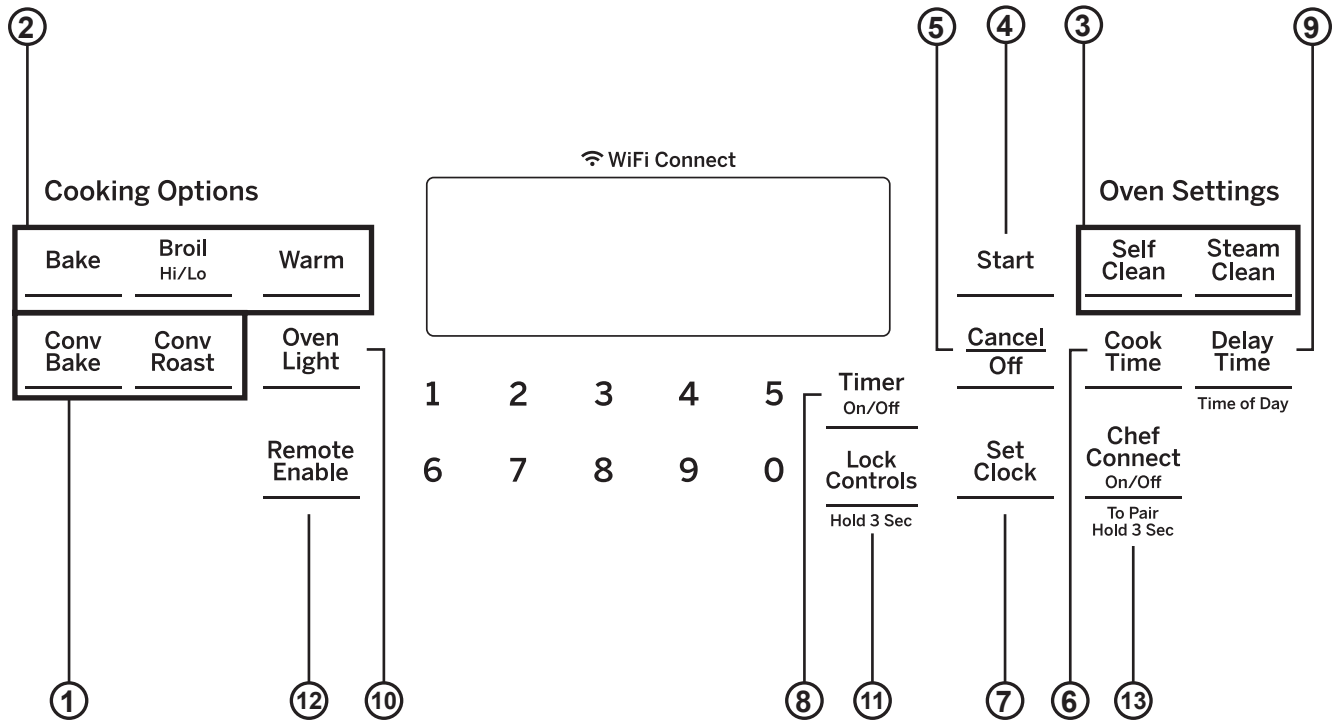 2
5
4
3
9
WiFi Connect
Cooking Options
Oven Settings
Bake
Broil
Hi/Lo
Warm
Start
Self
Clean
Steam
Clean
Conv
Bake
Conv
Roast
Oven
Light
Cancel
Off
Cook
Time
Delay
Time
Time of Day
1 2 3 4 5
Timer
On/Off
Remote
Enable
6 7 8 9 0
Lock
Controls
Hold 3 Sec
Set
Clock
Chef
Connect
On/Off
To Pair
Hold 3 Sec
1
12
10
8
11
7
6
13